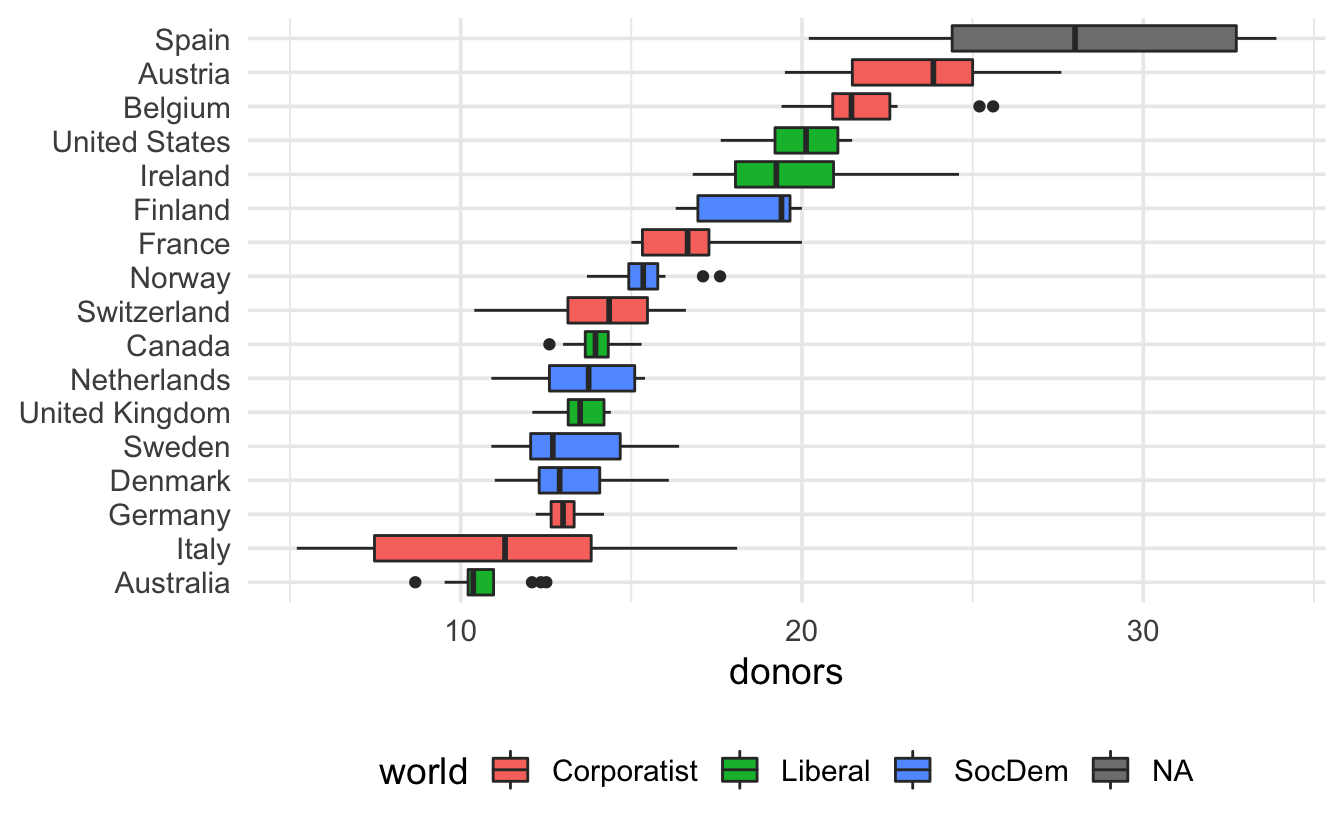 Spain
Austria
Belgium
United States
Ireland
Finland
France
Norway
Switzerland
Canada
Netherlands
United Kingdom
Sweden
Denmark
Germany
Italy
Australia
10 20 30
donors
world Corporatist Liberal SocDem NA